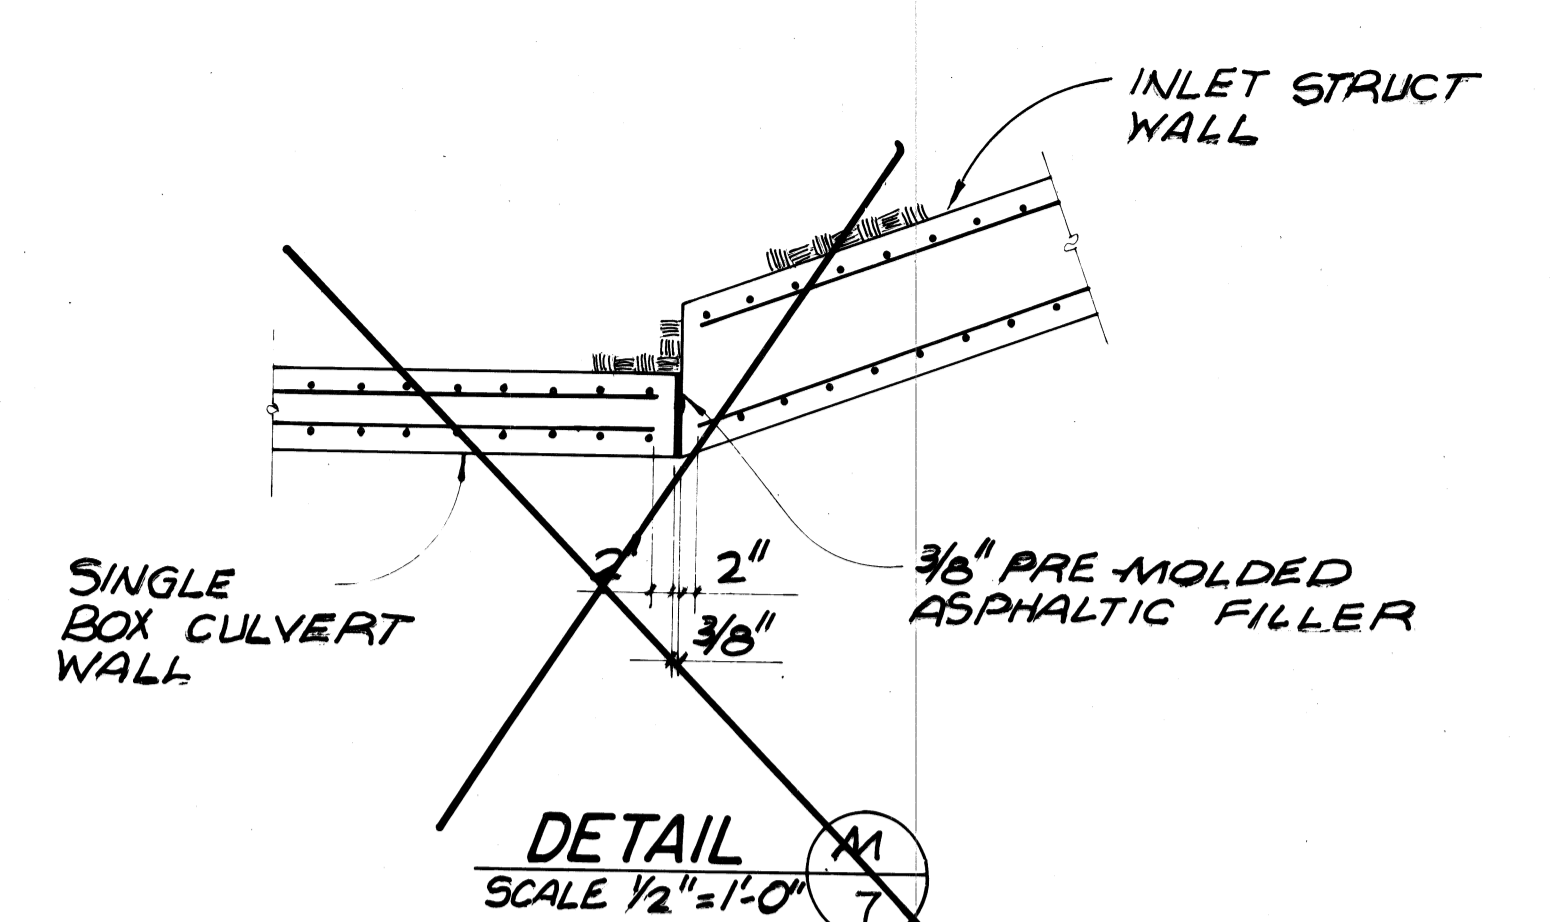 INLET STRUCT
WALL
SINGLE
BOX CULVERT
WALL
2"
2"
3/8"
3/8" PRE-MOLDED
ASPHALTIC FILLER
DETAIL
SCALE 1/2"=1'-0"
M
7